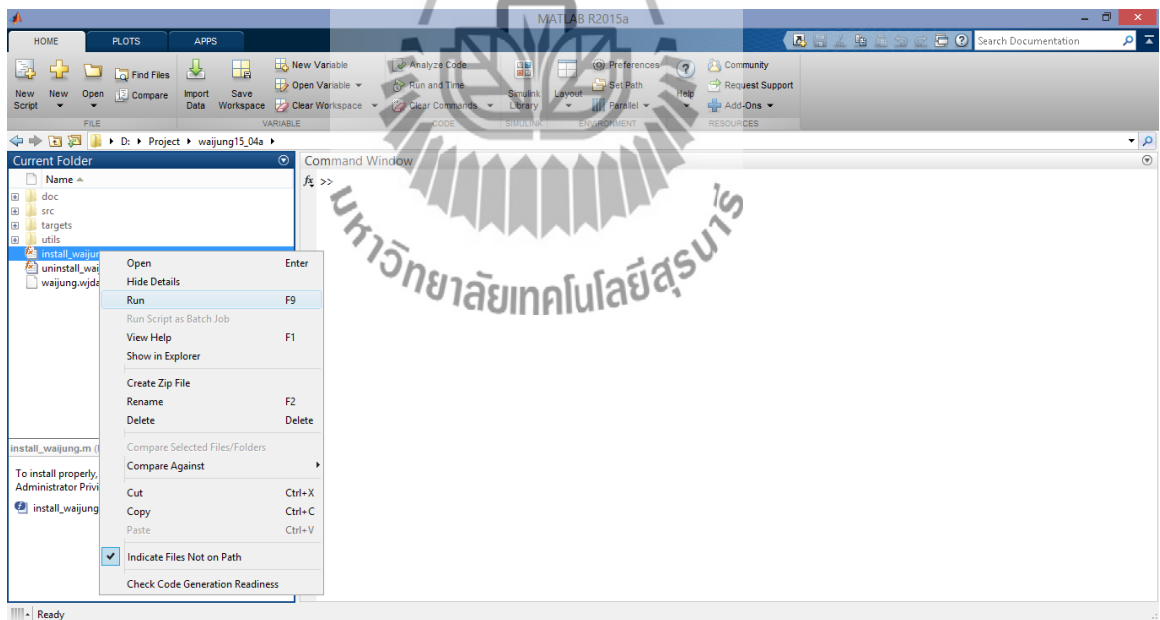 MATLAB R2015a
HOME PLOTS APPS
Search Documentation
New Script
New
Open
Find Files
Compare
Import Data
Save Workspace
New Variable
Open Variable
Clear Workspace
Analyze Code
Run and Time
Clear Commands
Simulink Library
Layout
Preferences
Set Path
Parallel
Help
Community
Request Support
Add-Ons
FILE VARIABLE CODE SIMULINK ENVIRONMENT RESOURCES
D: Project waijung15_04a
Current Folder
Name
doc
src
targets
utils
install_waijun
uninstall_wai
waijung.wjda
Command Window
fx >>
Open Enter
Hide Details
Run F9
Run Script as Batch Job
View Help F1
Show in Explorer
Create Zip File
Rename F2
Delete Delete
Compare Selected Files/Folders
Compare Against
Cut Ctrl+X
Copy Ctrl+C
Paste Ctrl+V
Indicate Files Not on Path
Check Code Generation Readiness
install_waijung.m (
To install properly,
Administrator Privi
install_waijung
Ready
มหาวิทยาลัยเทคโนโลยีสุรนารี